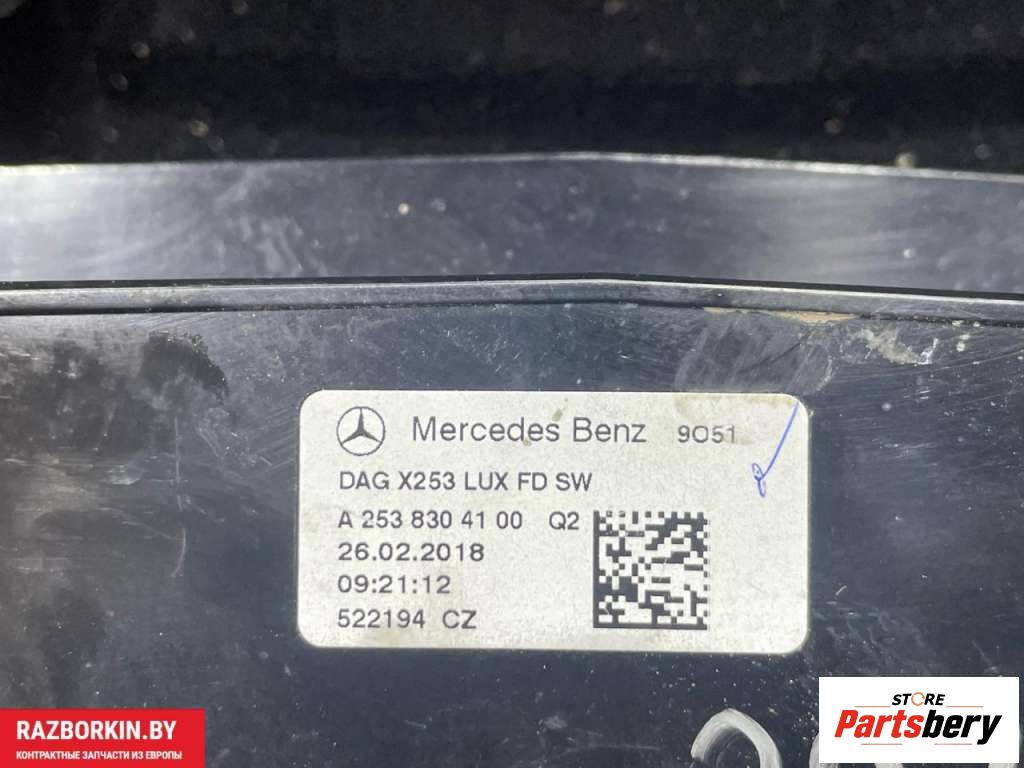 Mercedes Benz 9O51
DAG X253 LUX FD SW
A 253 830 41 00 Q2
26.02.2018
09:21:12
522194 CZ
RAZBORKIN.BY
КОНТРАКТНЫЕ ЗАПЧАСТИ ИЗ ЕВРОПЫ
STORE
Partsbery